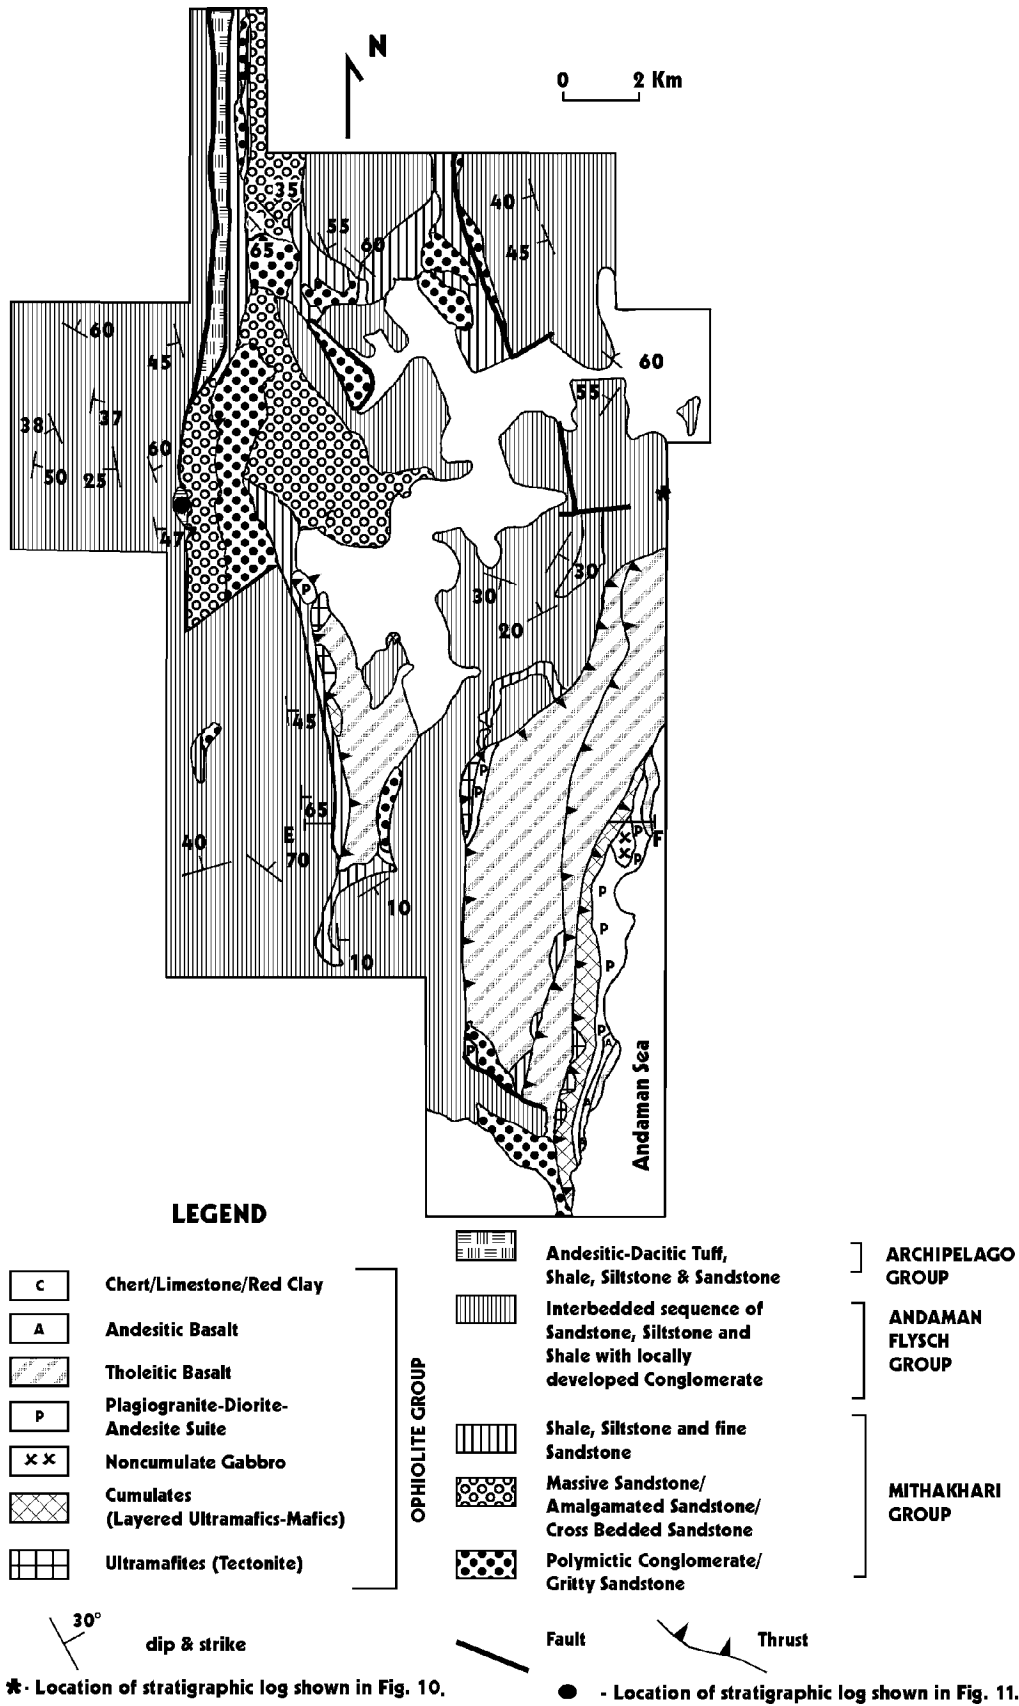 N
0 2 Km
35
55
60
65
40
45
60
45
60
55
38
37
50
25
60
47
P
30
30
20
45
P
P
65
E
40
70
P
F
P
10
10
P
P
P
P
A
P
A
A
Andaman Sea
LEGEND
C Chert/Limestone/Red Clay
A Andesitic Basalt
Tholeitic Basalt
P Plagiogranite-Diorite-
Andesite Suite
x x Noncumulate Gabbro
Cumulates
(Layered Ultramafics-Mafics)
Ultramafites (Tectonite)
OPHIOLITE GROUP
Andesitic-Dacitic Tuff,
Shale, Siltstone & Sandstone
ARCHIPELAGO
GROUP
Interbedded sequence of
Sandstone, Siltstone and
Shale with locally
developed Conglomerate
ANDAMAN
FLYSCH
GROUP
Shale, Siltstone and fine
Sandstone
Massive Sandstone/
Amalgamated Sandstone/
Cross Bedded Sandstone
Polymictic Conglomerate/
Gritty Sandstone
MITHAKHARI
GROUP
30°
dip & strike
Fault
Thrust
* - Location of stratigraphic log shown in Fig. 10.
● - Location of stratigraphic log shown in Fig. 11.